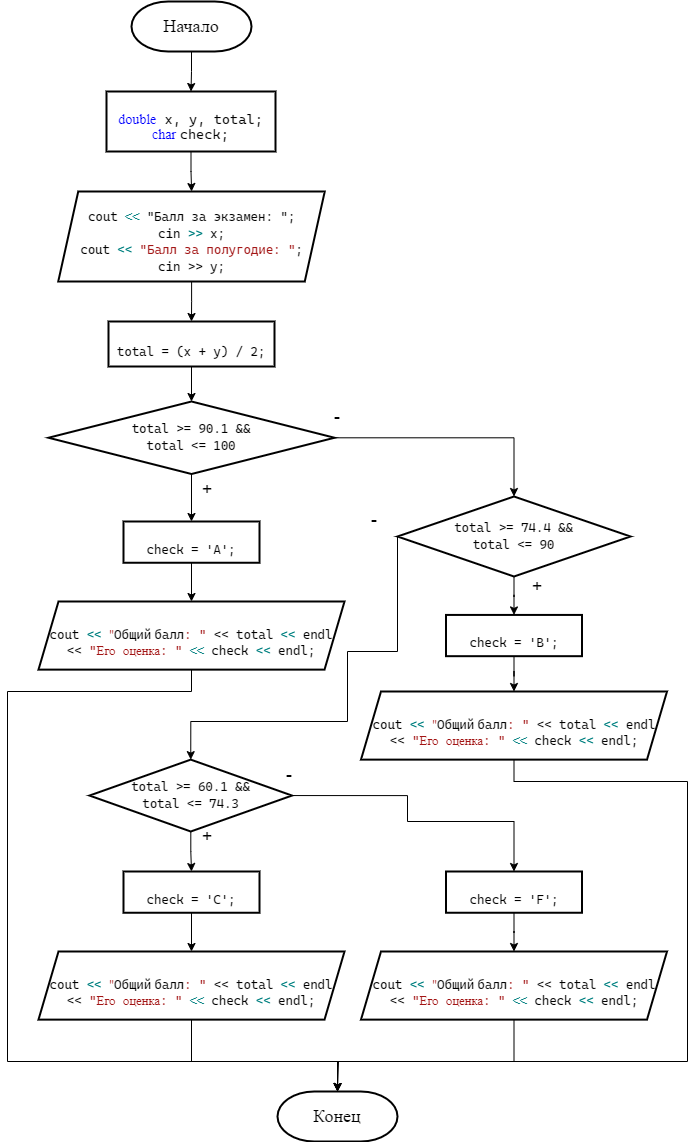 Начало
double x, y, total;
char check;
cout << "Балл за экзамен: ";
cin >> x;
cout << "Балл за полугодие: ";
cin >> y;
total = (x + y) / 2;
total >= 90.1 &&
total <= 100
-
+
check = 'A';
cout << "Общий балл: " << total << endl
<< "Его оценка: " << check << endl;
-
total >= 74.4 &&
total <= 90
+
check = 'B';
cout << "Общий балл: " << total << endl
<< "Его оценка: " << check << endl;
total >= 60.1 &&
total <= 74.3
-
+
check = 'C';
cout << "Общий балл: " << total << endl
<< "Его оценка: " << check << endl;
check = 'F';
cout << "Общий балл: " << total << endl
<< "Его оценка: " << check << endl;
Конец